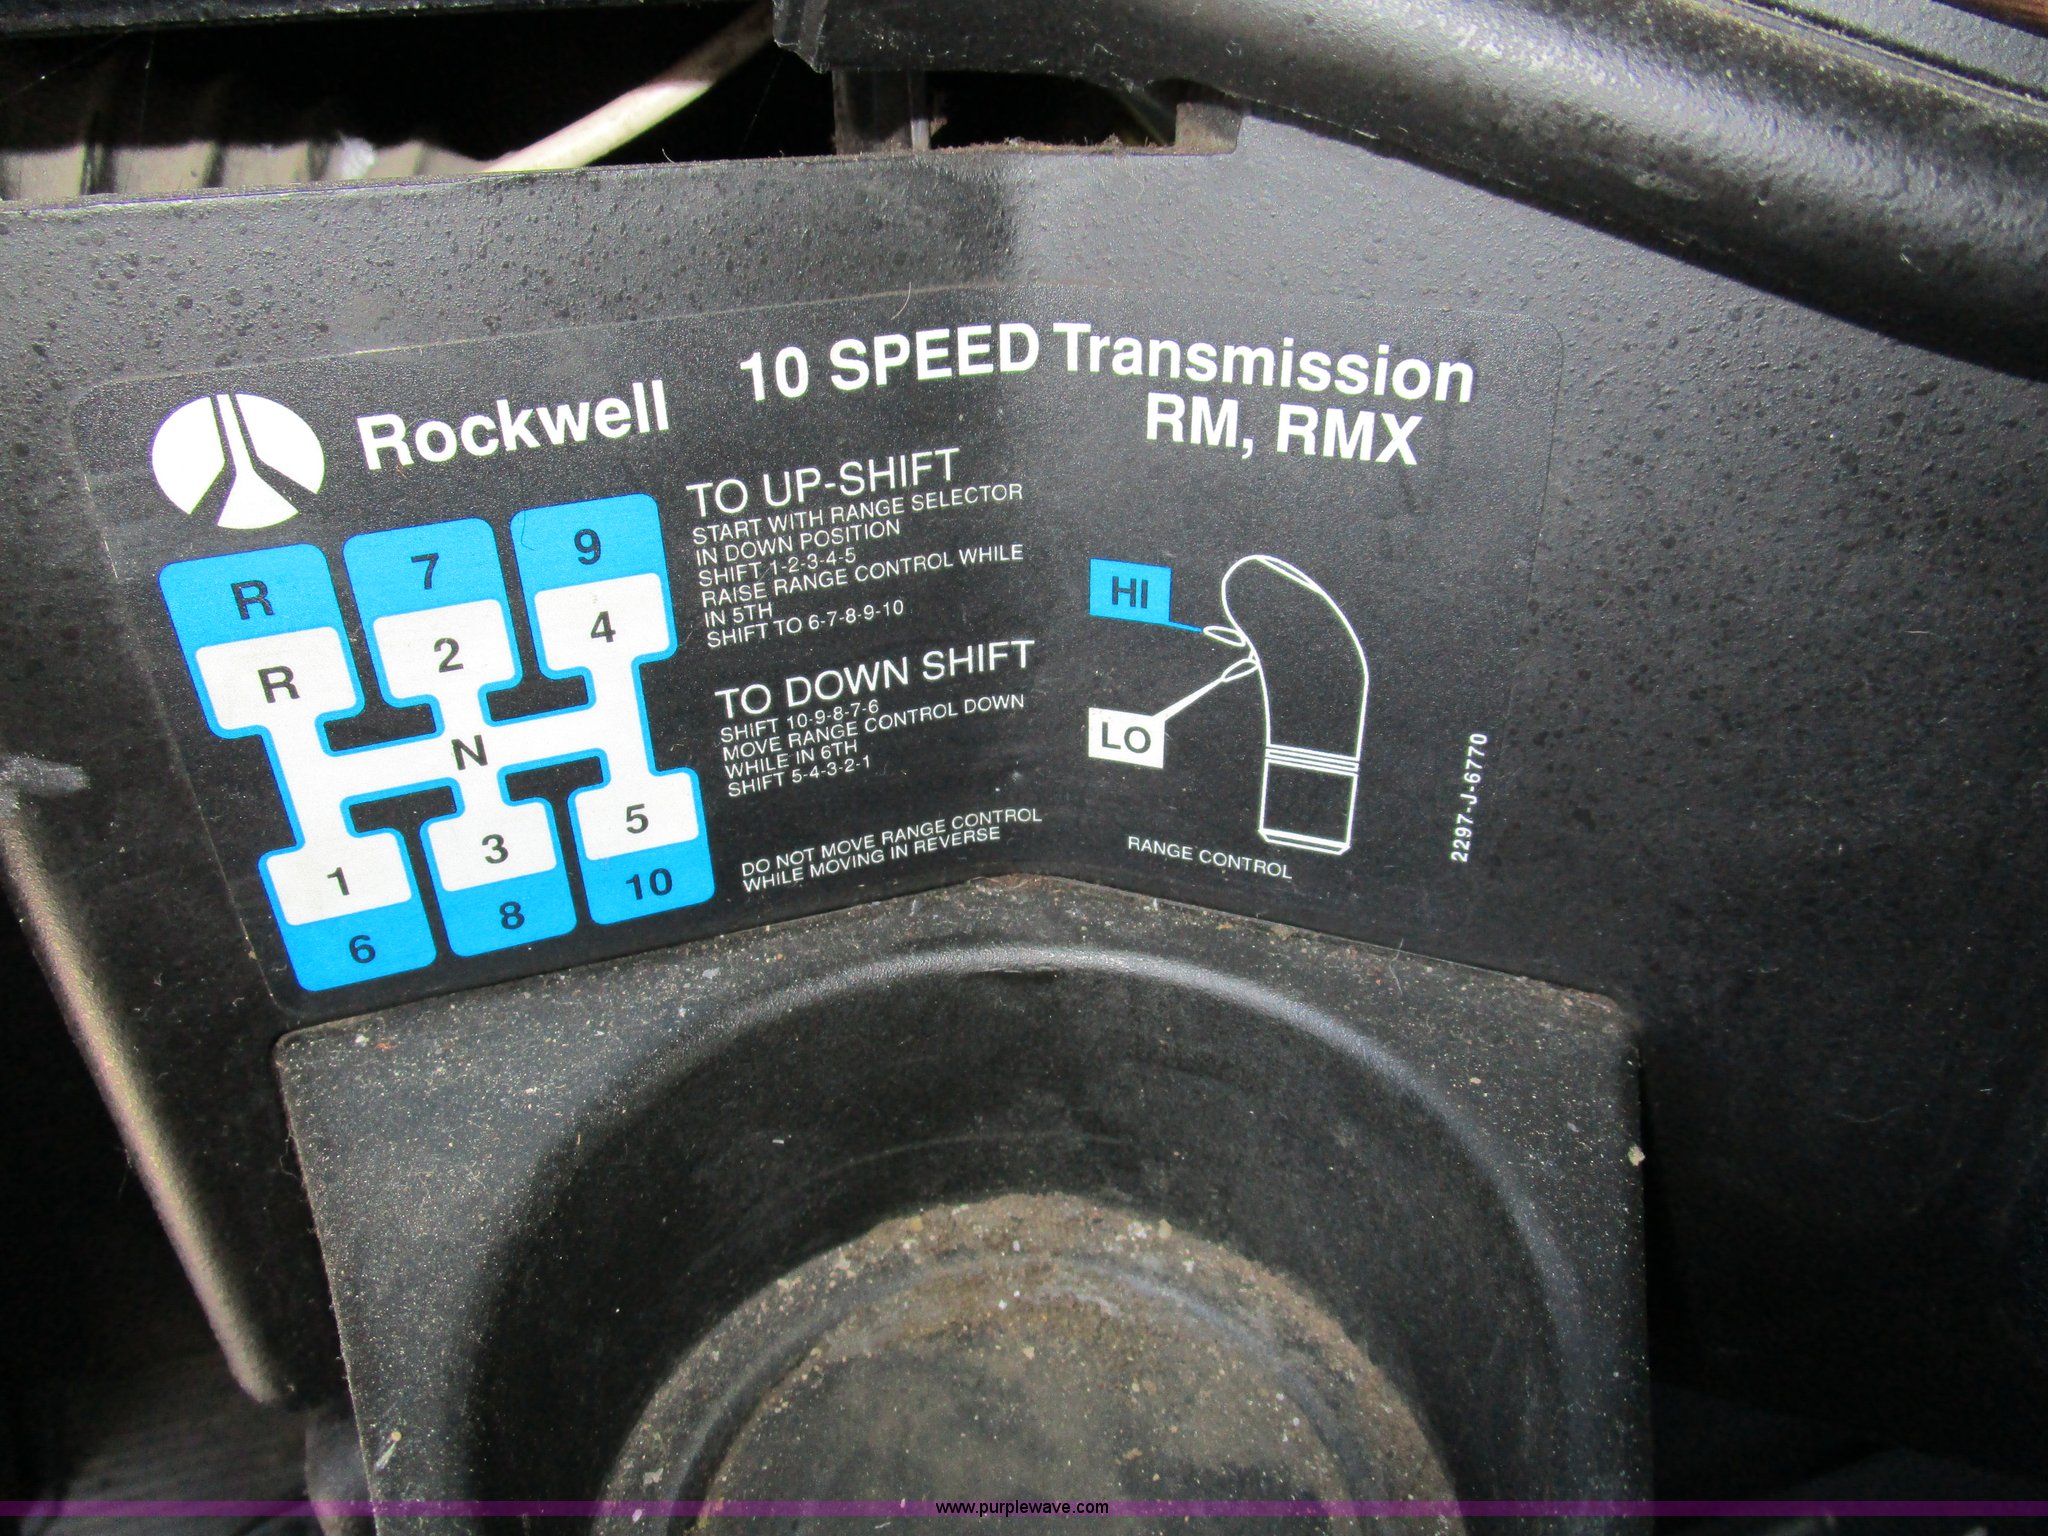 Rockwell
10 SPEED Transmission
RM, RMX
R 7 9
R 2 4
N
1 3 5
6 8 10
TO UP-SHIFT
START WITH RANGE SELECTOR
IN DOWN POSITION
SHIFT 1-2-3-4-5
RAISE RANGE CONTROL WHILE
IN 5TH
SHIFT TO 6-7-8-9-10
TO DOWN SHIFT
SHIFT 10-9-8-7-6
MOVE RANGE CONTROL DOWN
WHILE IN 6TH
SHIFT 5-4-3-2-1
DO NOT MOVE RANGE CONTROL
WHILE MOVING IN REVERSE
HI
LO
RANGE CONTROL
2297-J-6770
www.purplewave.com